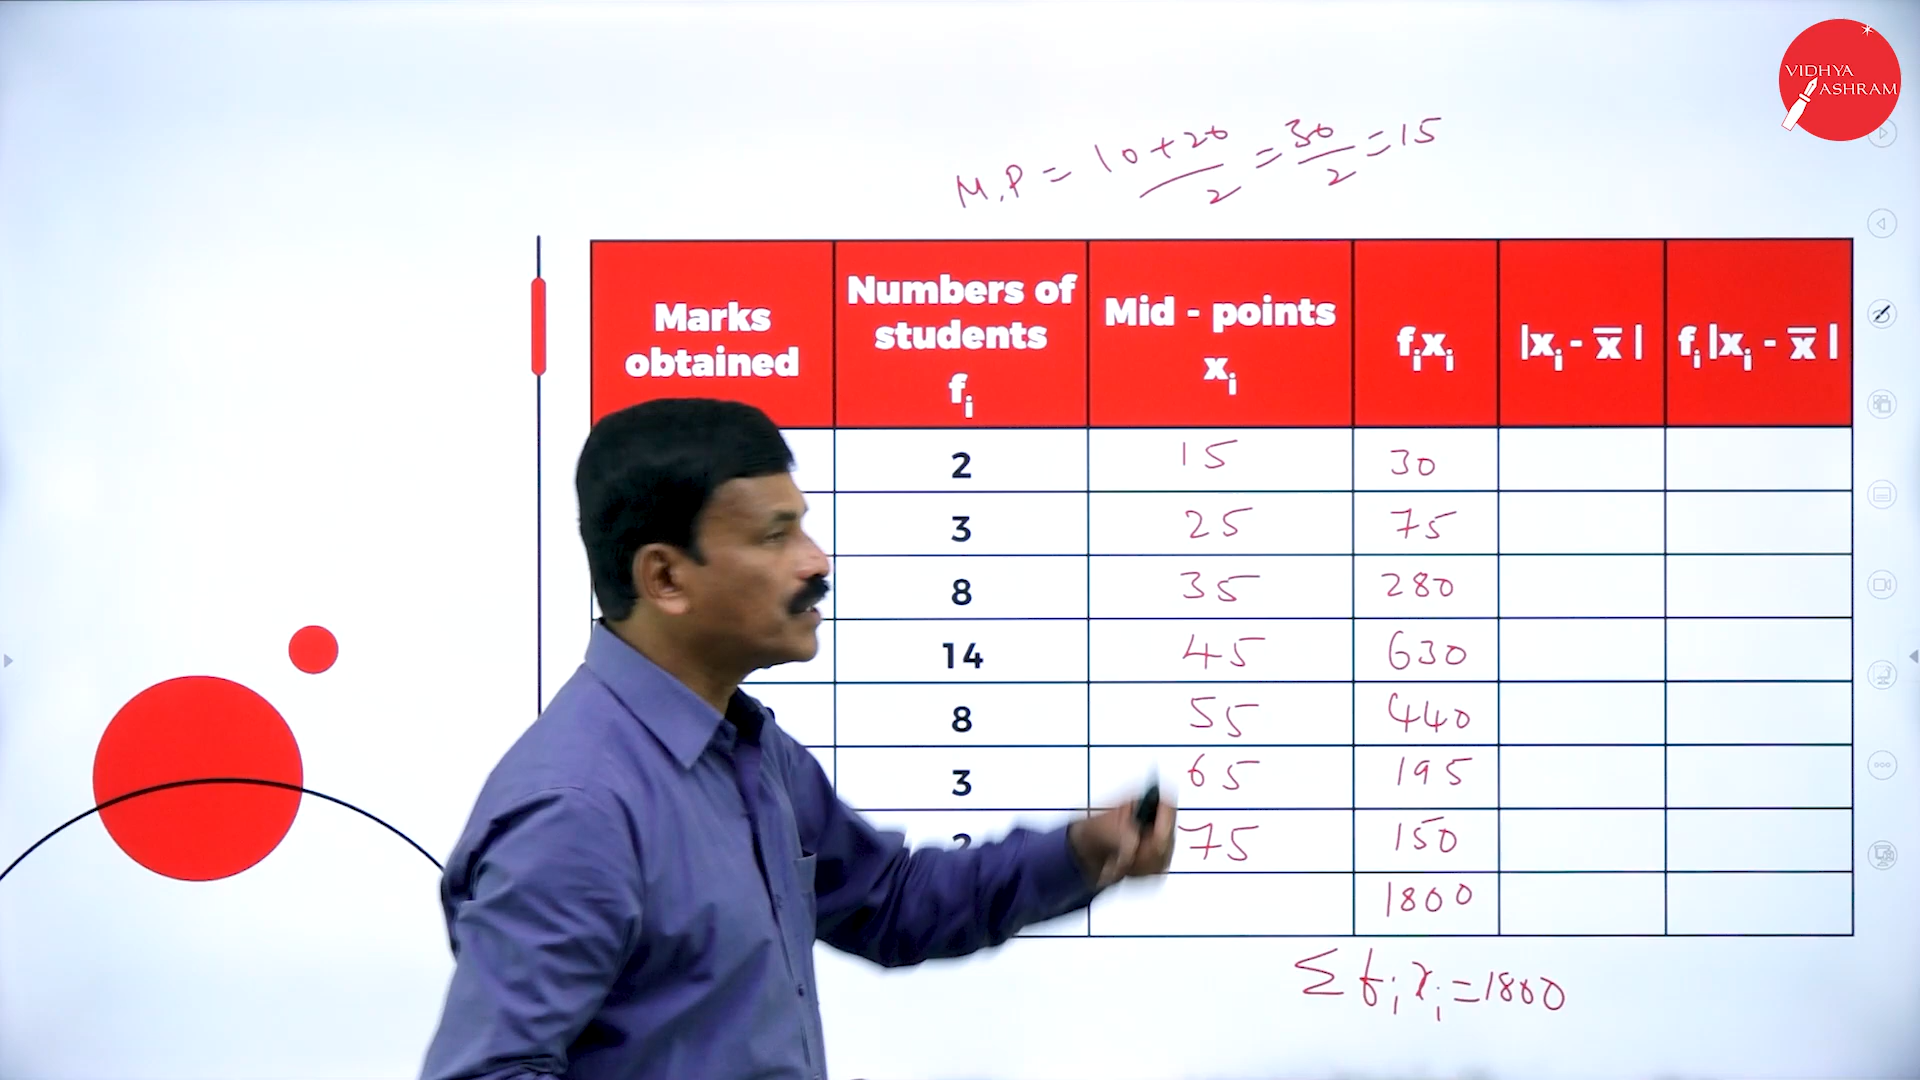 VIDHYA
ASHRAM
M.P = 10+20/2 = 30/2 = 15
Marks obtained | Numbers of students fi | Mid - points xi | fixi | |xi - x̅| | fi|xi - x̅|
2 | 15 | 30
3 | 25 | 75
8 | 35 | 280
14 | 45 | 630
8 | 55 | 440
3 | 65 | 195
2 | 75 | 150
1800
Σfixi=1800